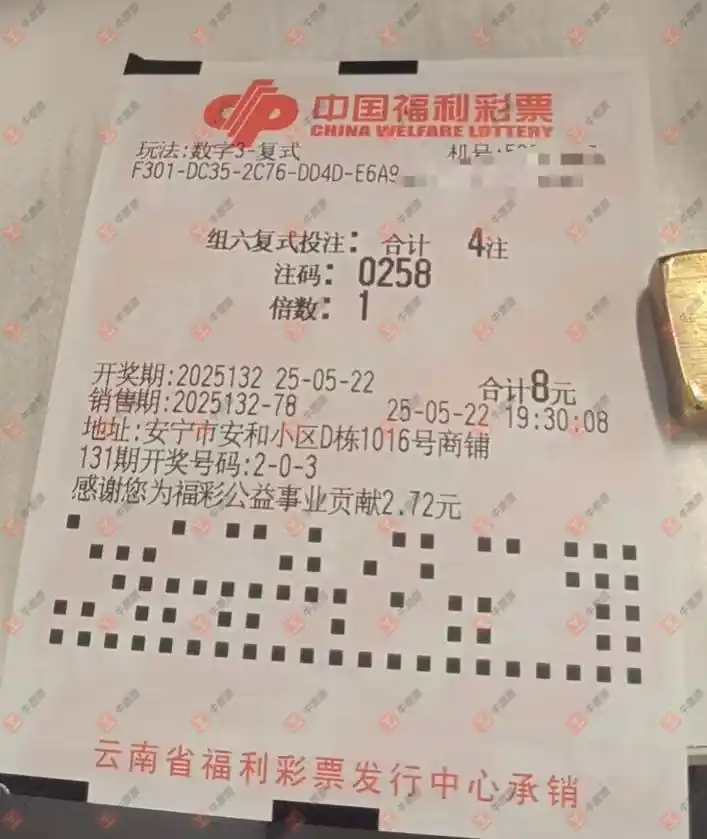 中国福利彩票
CHINA WELFARE LOTTERY
玩法:数字3-复式 机号:
F301-DC35-2C76-DD4D-E6A9
组六复式投注: 合计 4注
注码: 0258
倍数: 1
开奖期:2025132 25-05-22 合计8元
销售期:2025132-78 25-05-22 19:30:08
地址:安宁市安和小区D栋1016号商铺
131期开奖号码:2-0-3
感谢您为福彩公益事业贡献2.72元
云南省福利彩票发行中心承销